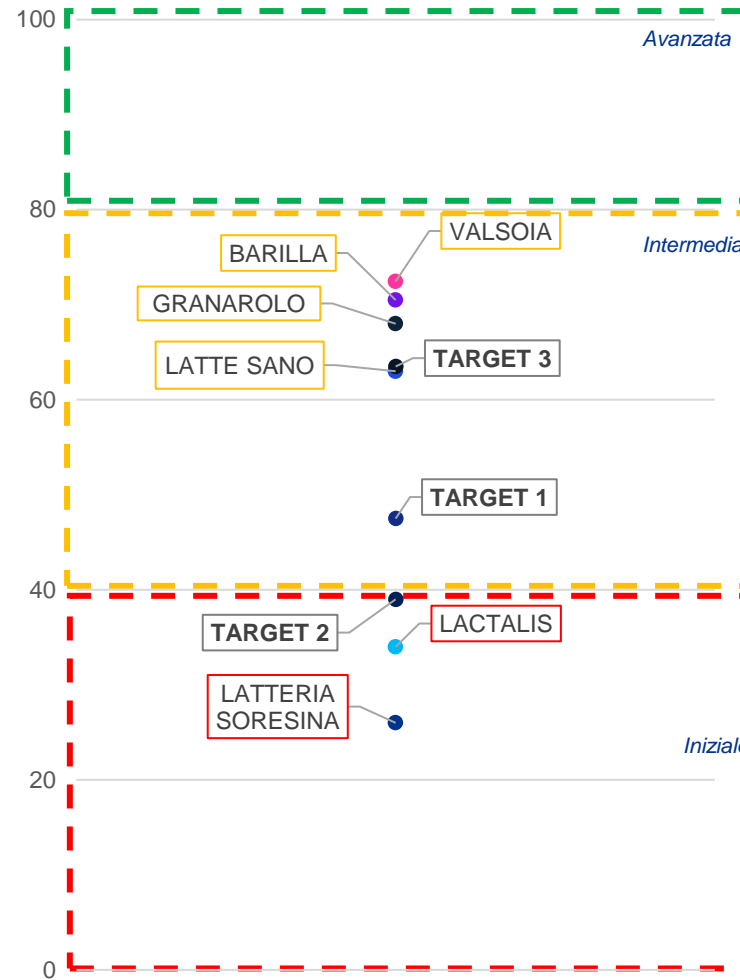 100
Avanzata
80
VALSOIA
Intermedia
BARILLA
GRANAROLO
TARGET 3
LATTE SANO
60
TARGET 1
40
LACTALIS
TARGET 2
LATTERIA
SORESINA
Iniziale
20
0